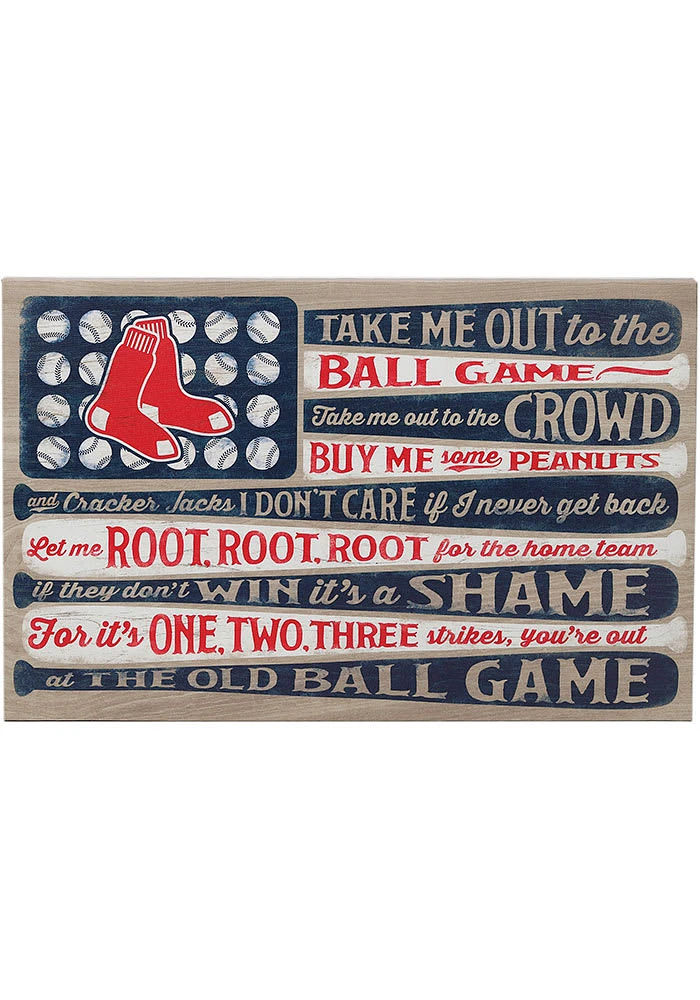 TAKE ME OUT to the
BALL GAME
Take me out to the CROWD
BUY ME some PEANUTS
and Cracker Jacks I DON'T CARE if I never get back
Let me ROOT, ROOT, ROOT for the home team
if they don't WIN it's a SHAME
For it's ONE, TWO, THREE strikes, you're out
at THE OLD BALL GAME